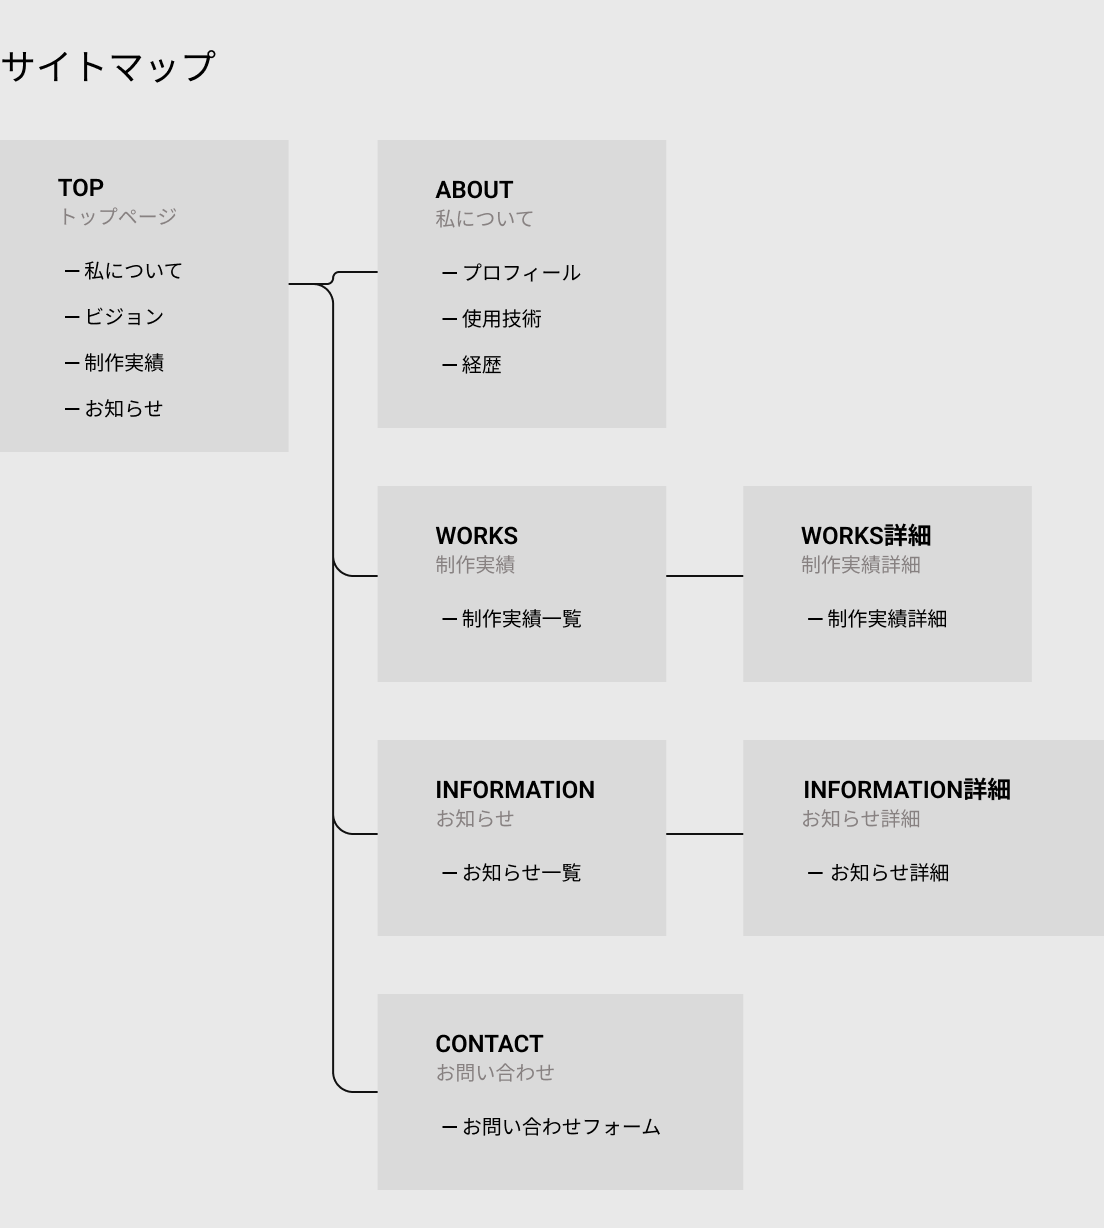 サイトマップ
TOP
トップページ
ー 私について
ー ビジョン
ー 制作実績
ー お知らせ
ABOUT
私について
ー プロフィール
ー 使用技術
ー 経歴
WORKS
制作実績
ー 制作実績一覧
WORKS詳細
制作実績詳細
ー 制作実績詳細
INFORMATION
お知らせ
ー お知らせ一覧
INFORMATION詳細
お知らせ詳細
ー お知らせ詳細
CONTACT
お問い合わせ
ー お問い合わせフォーム